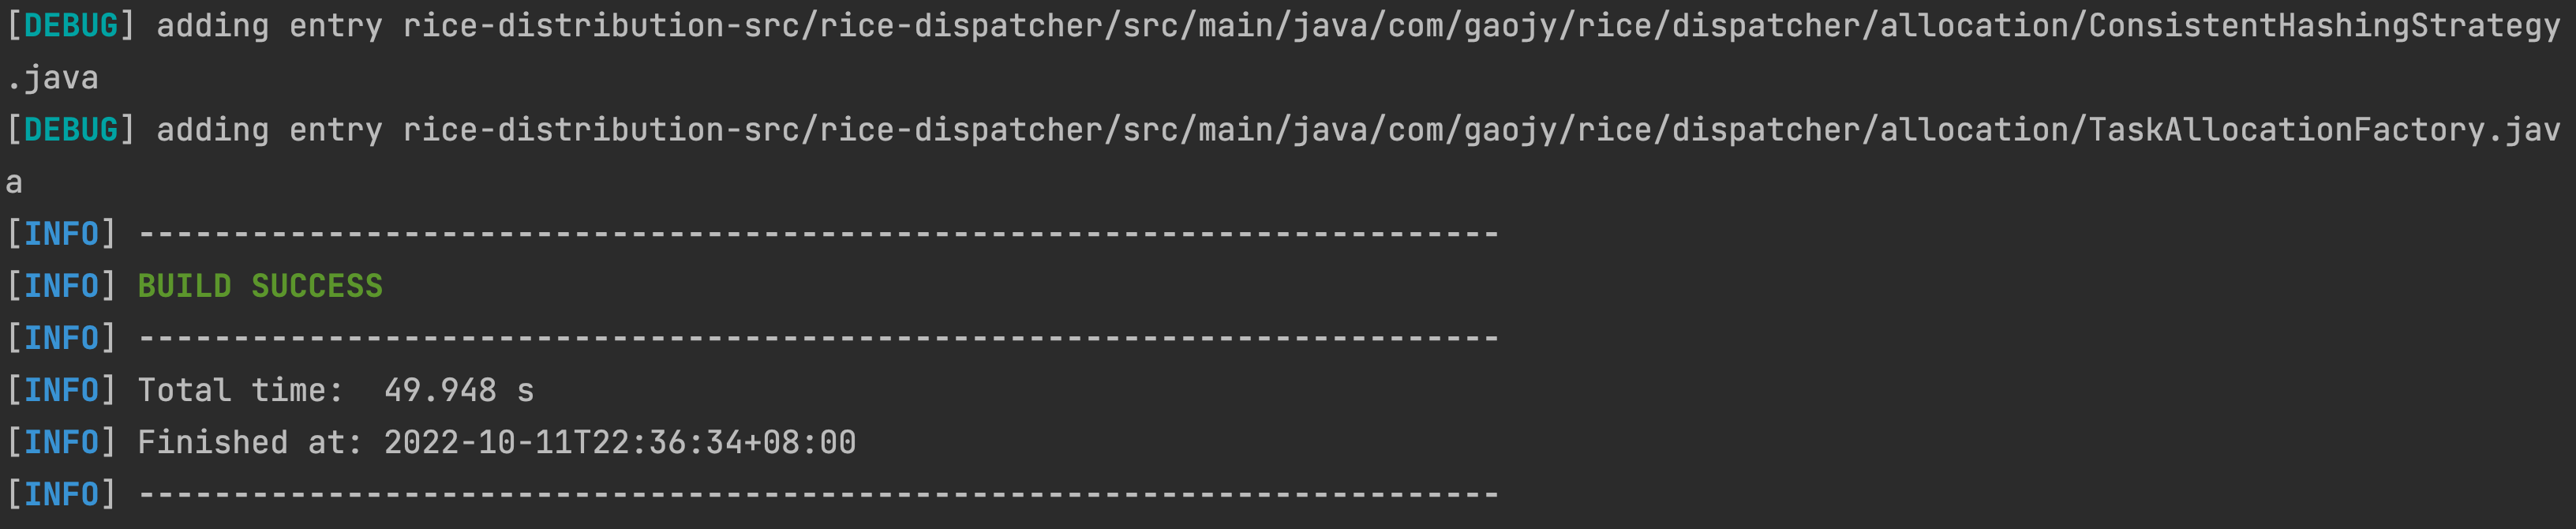 [DEBUG] adding entry rice-distribution-src/rice-dispatcher/src/main/java/com/gaojy/rice/dispatcher/allocation/ConsistentHashingStrategy
.java
[DEBUG] adding entry rice-distribution-src/rice-dispatcher/src/main/java/com/gaojy/rice/dispatcher/allocation/TaskAllocationFactory.jav
a
[INFO] ------------------------------------------------------------------------
[INFO] BUILD SUCCESS
[INFO] ------------------------------------------------------------------------
[INFO] Total time:  49.948 s
[INFO] Finished at: 2022-10-11T22:36:34+08:00
[INFO] ------------------------------------------------------------------------